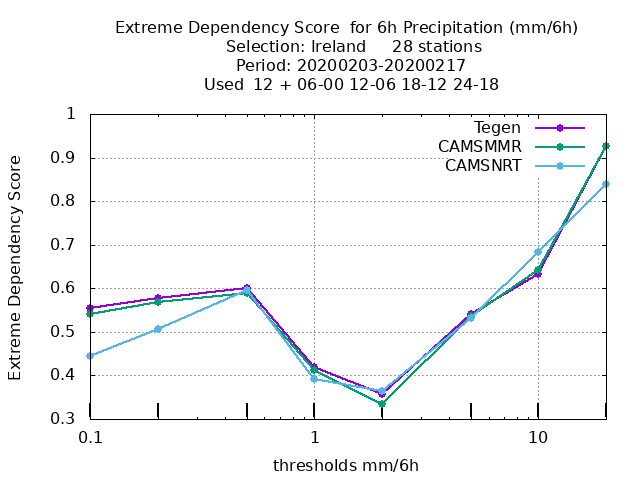 Extreme Dependency Score  for 6h Precipitation (mm/6h)
Selection: Ireland     28 stations
Period: 20200203-20200217
Used  12 + 06-00 12-06 18-12 24-18
Tegen
CAMSMMR
CAMSNRT
1
0.9
0.8
0.7
0.6
0.5
0.4
0.3
Extreme Dependency Score
0.1 1 10
thresholds mm/6h